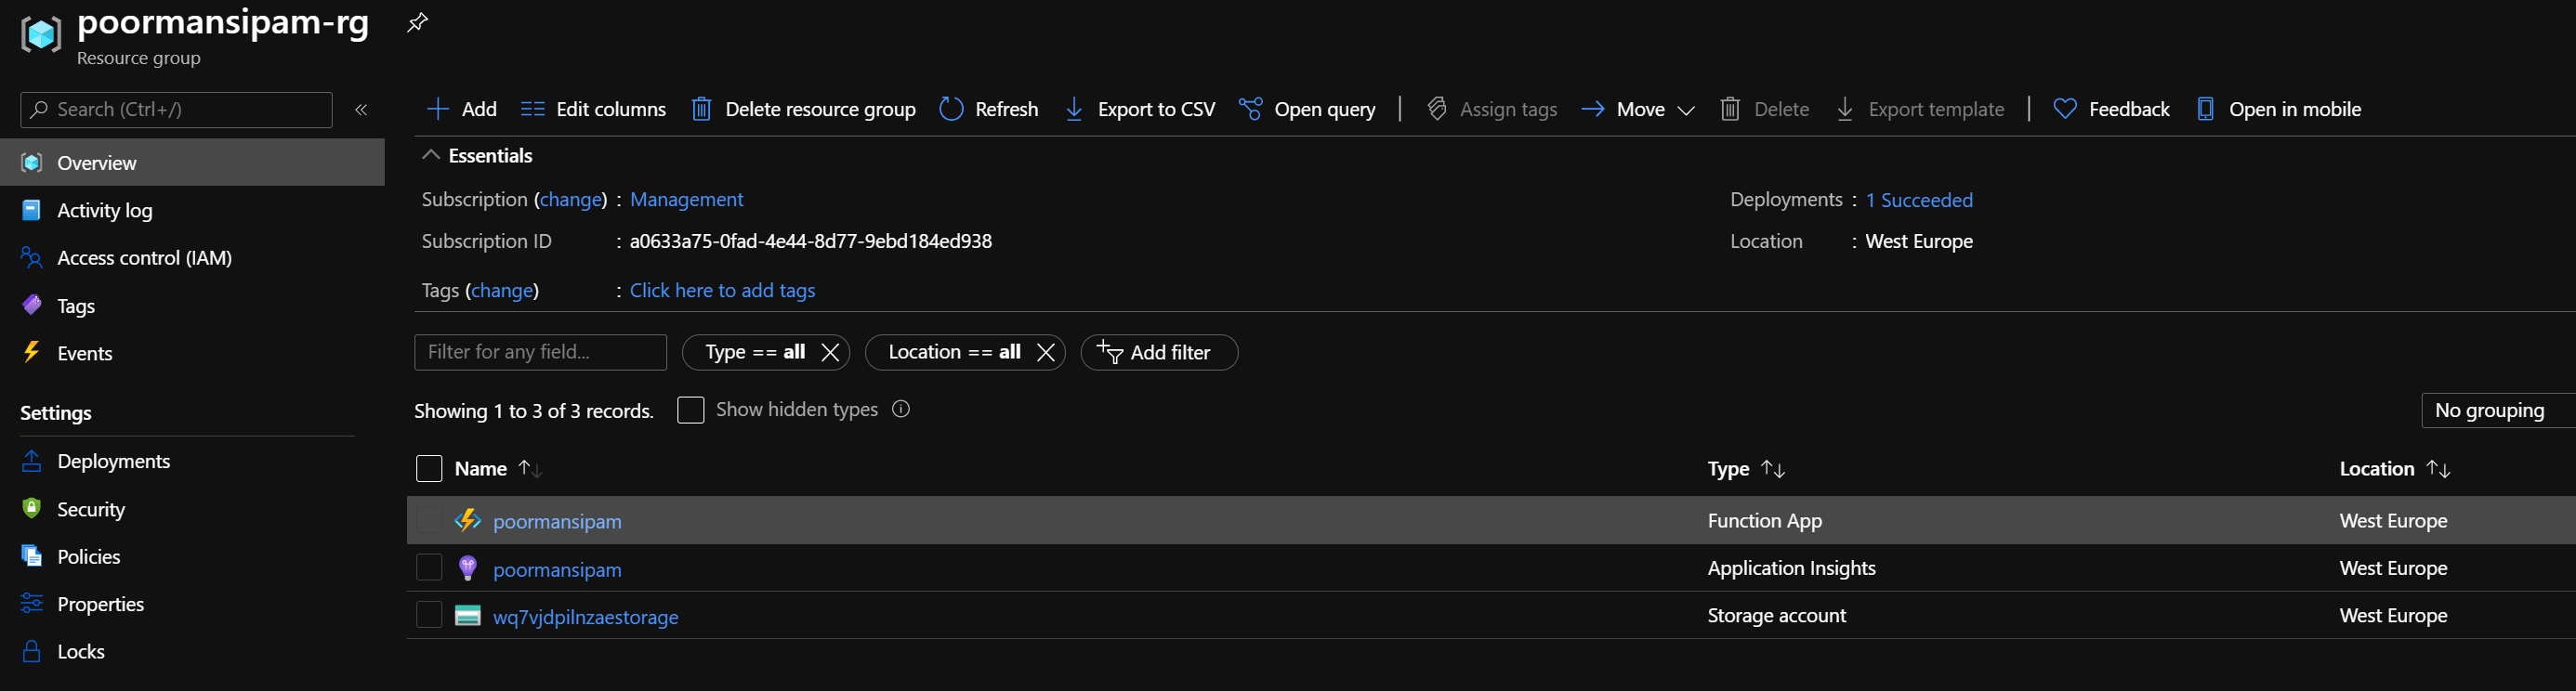 poormansipam-rg
Resource group
Search (Ctrl+/)
«
Overview
Activity log
Access control (IAM)
Tags
Events
Settings
Deployments
Security
Policies
Properties
Locks
Add Edit columns Delete resource group Refresh Export to CSV Open query Assign tags Move Delete Export template Feedback Open in mobile
Essentials
Subscription (change) : Management
Deployments : 1 Succeeded
Subscription ID : a0633a75-0fad-4e44-8d77-9ebd184ed938
Location : West Europe
Tags (change) : Click here to add tags
Filter for any field... Type == all Location == all Add filter
Showing 1 to 3 of 3 records. Show hidden types
No grouping
Name Type Location
poormansipam Function App West Europe
poormansipam Application Insights West Europe
wq7vjdpilnzaestorage Storage account West Europe